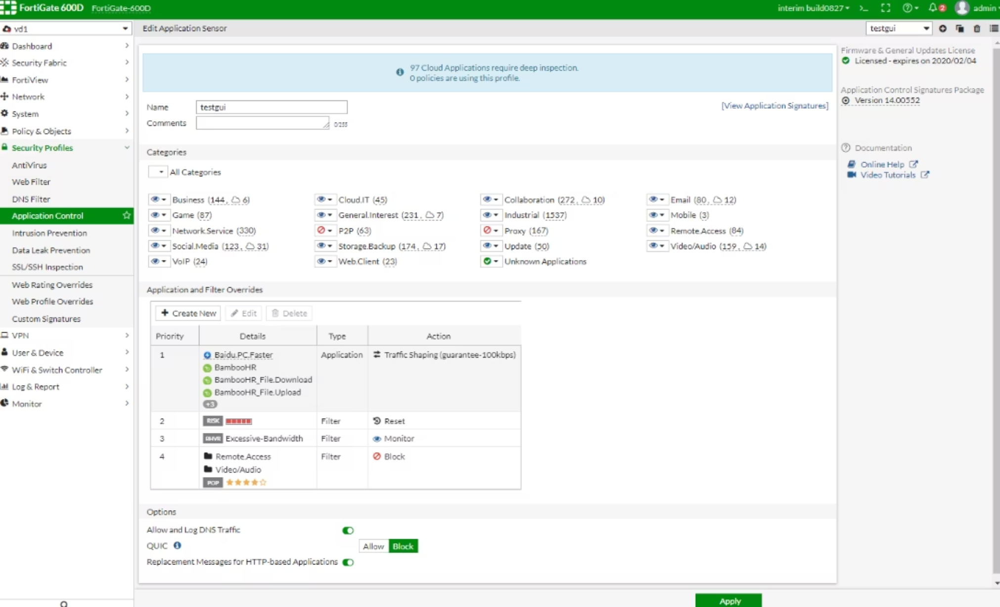 FortiGate 600D FortiGate-600D
interim build0827 >_ 2 admin
vd1
Edit Application Sensor
testgui
Dashboard
Security Fabric
FortiView
Network
System
Policy & Objects
Security Profiles
AntiVirus
Web Filter
DNS Filter
Application Control
Intrusion Prevention
Data Leak Prevention
SSL/SSH Inspection
Web Rating Overrides
Web Profile Overrides
Custom Signatures
VPN
User & Device
WiFi & Switch Controller
Log & Report
Monitor
97 Cloud Applications require deep inspection.
0 policies are using this profile.
Name testgui [View Application Signatures]
Comments 0/255
Categories
All Categories
Business (144, 6) Cloud.IT (45) Collaboration (272, 10) Email (80, 12)
Game (87) General.Interest (231, 7) Industrial (1537) Mobile (3)
Network.Service (330) P2P (63) Proxy (167) Remote.Access (84)
Social.Media (123, 31) Storage.Backup (174, 17) Update (50) Video/Audio (159, 14)
VoIP (24) Web.Client (23) Unknown Applications
Application and Filter Overrides
Create New Edit Delete
Priority Details Type Action
1 Baidu.PC.Faster Application Traffic Shaping (guarantee-100kbps)
BambooHR
BambooHR_File.Download
BambooHR_File.Upload
+3
2 RISK Filter Reset
3 BHVR Excessive-Bandwidth Filter Monitor
4 Remote.Access Filter Block
Video/Audio
POP
Options
Allow and Log DNS Traffic
QUIC Allow Block
Replacement Messages for HTTP-based Applications
Apply
Firmware & General Updates License
Licensed - expires on 2020/02/04
Application Control Signatures Package
Version 14.00552
Documentation
Online Help
Video Tutorials